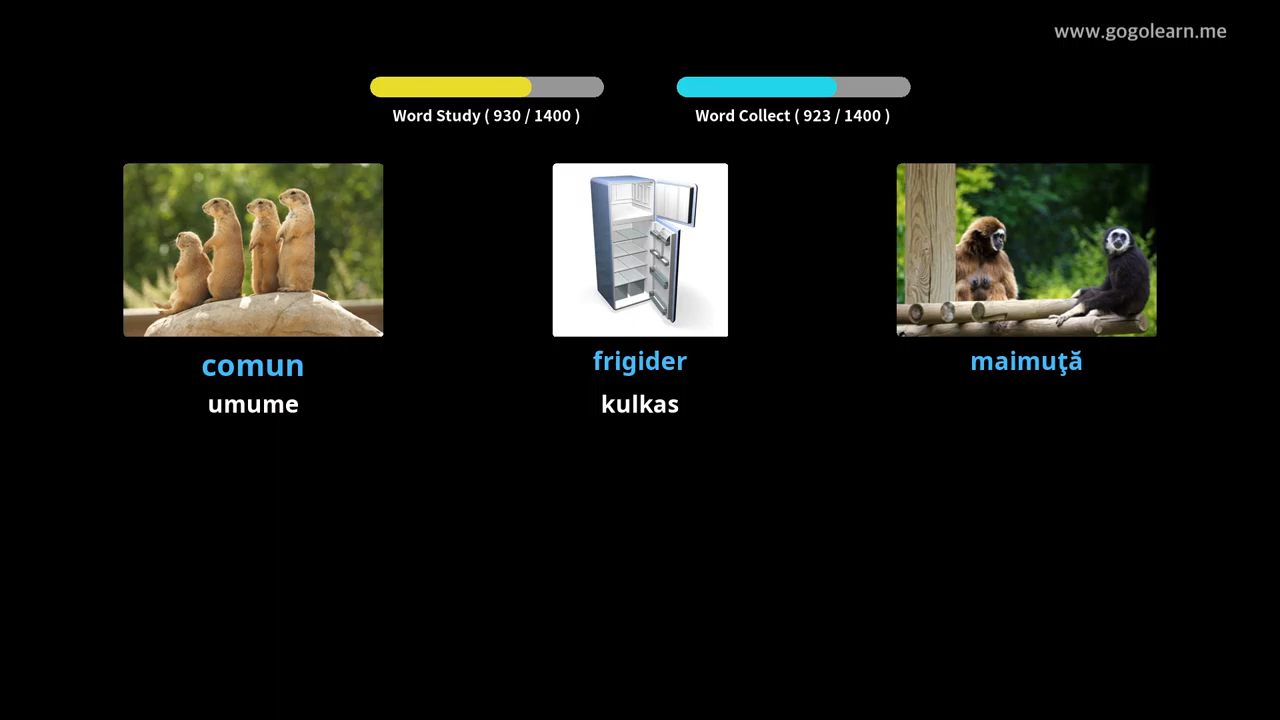 www.gogolearn.me
Word Study ( 930 / 1400 )
Word Collect ( 923 / 1400 )
comun
frigider
maimuţă
umume
kulkas